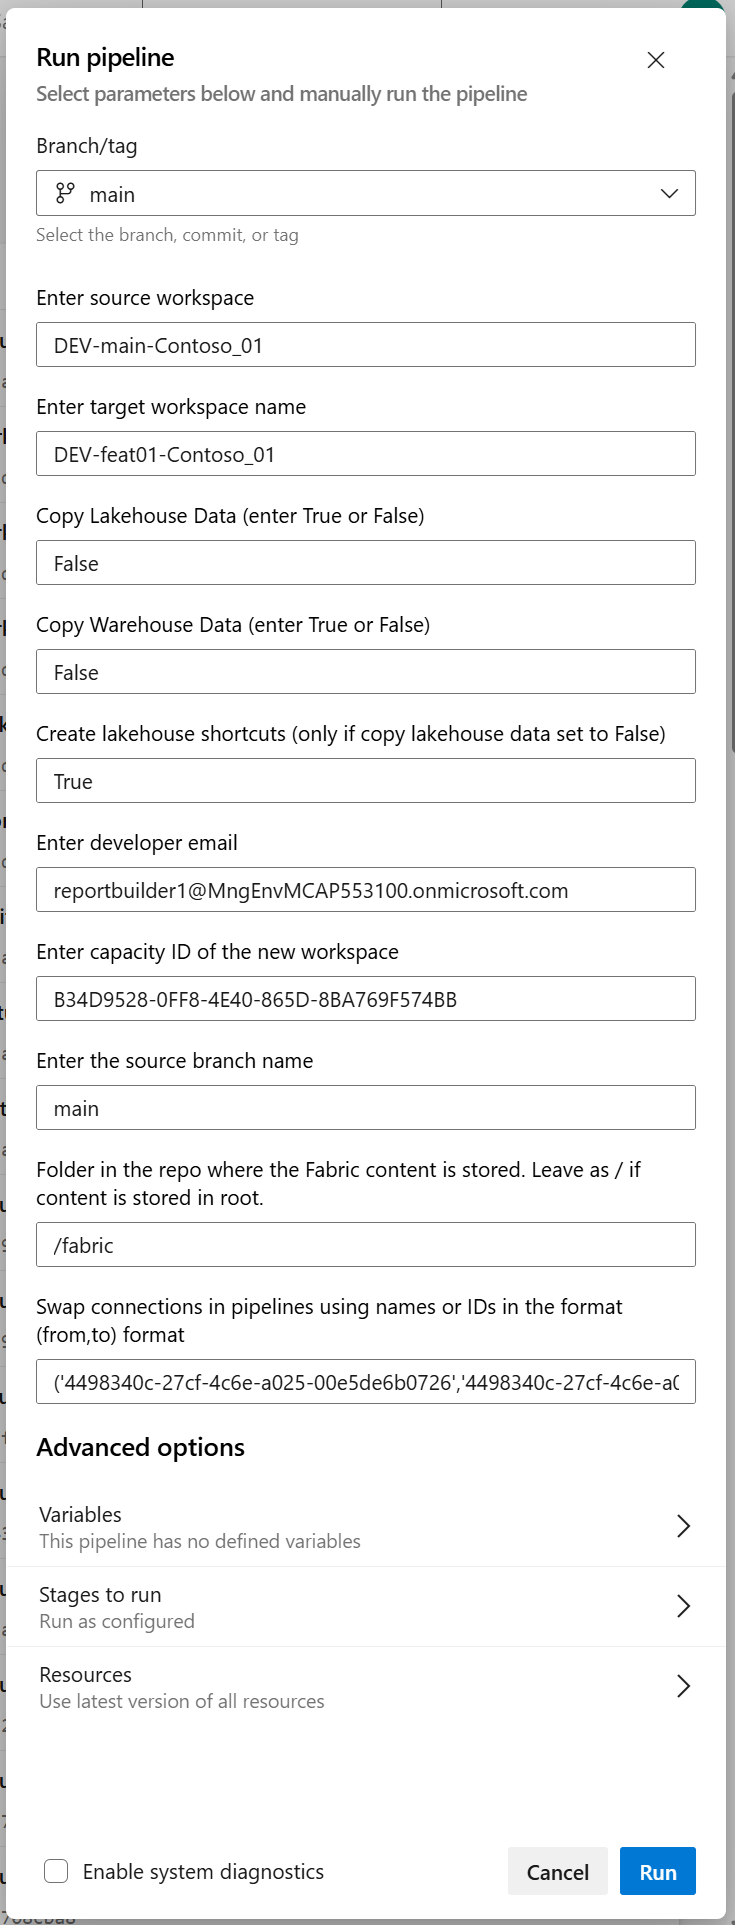 Run pipeline
Select parameters below and manually run the pipeline
Branch/tag
main
Select the branch, commit, or tag
Enter source workspace
DEV-main-Contoso_01
Enter target workspace name
DEV-feat01-Contoso_01
Copy Lakehouse Data (enter True or False)
False
Copy Warehouse Data (enter True or False)
False
Create lakehouse shortcuts (only if copy lakehouse data set to False)
True
Enter developer email
reportbuilder1@MngEnvMCAP553100.onmicrosoft.com
Enter capacity ID of the new workspace
B34D9528-0FF8-4E40-865D-8BA769F574BB
Enter the source branch name
main
Folder in the repo where the Fabric content is stored. Leave as / if
content is stored in root.
/fabric
Swap connections in pipelines using names or IDs in the format
(from,to) format
('4498340c-27cf-4c6e-a025-00e5de6b0726','4498340c-27cf-4c6e-a0
Advanced options
Variables
This pipeline has no defined variables
Stages to run
Run as configured
Resources
Use latest version of all resources
Enable system diagnostics
Cancel
Run